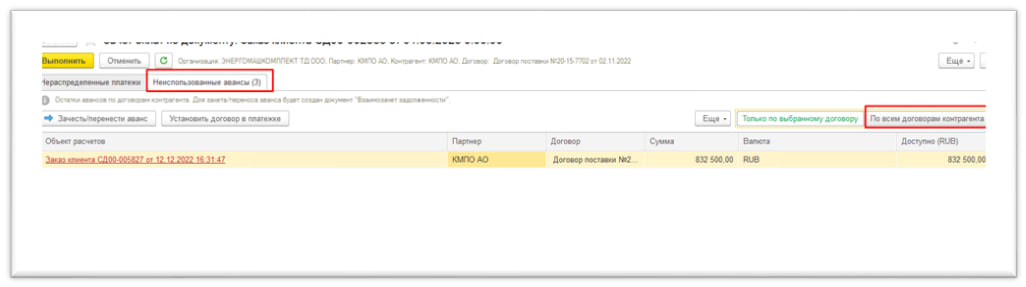 Выполнить Отменить Организация: ЭНЕРГОМАШКОМПЛЕКТ ТД ООО, Партнер: КМПО АО, Контрагент: КМПО АО, Договор: Договор поставки №20-15-7702 от 02.11.2022 Еще
Нераспределенные платежи Неиспользованные авансы (3)
Остатки авансов по договорам контрагента. Для зачета/переноса аванса будет создан документ "Взаимозачет задолженности".
Зачесть/перенести аванс Установить договор в платежке Еще Только по выбранному договору По всем договорам контрагента
Объект расчетов Партнер Договор Сумма Валюта Доступно (RUB)
Заказ клиента СД00-005827 от 12.12.2022 16:31:47 КМПО АО Договор поставки №2... 832 500,00 RUB 832 500,00